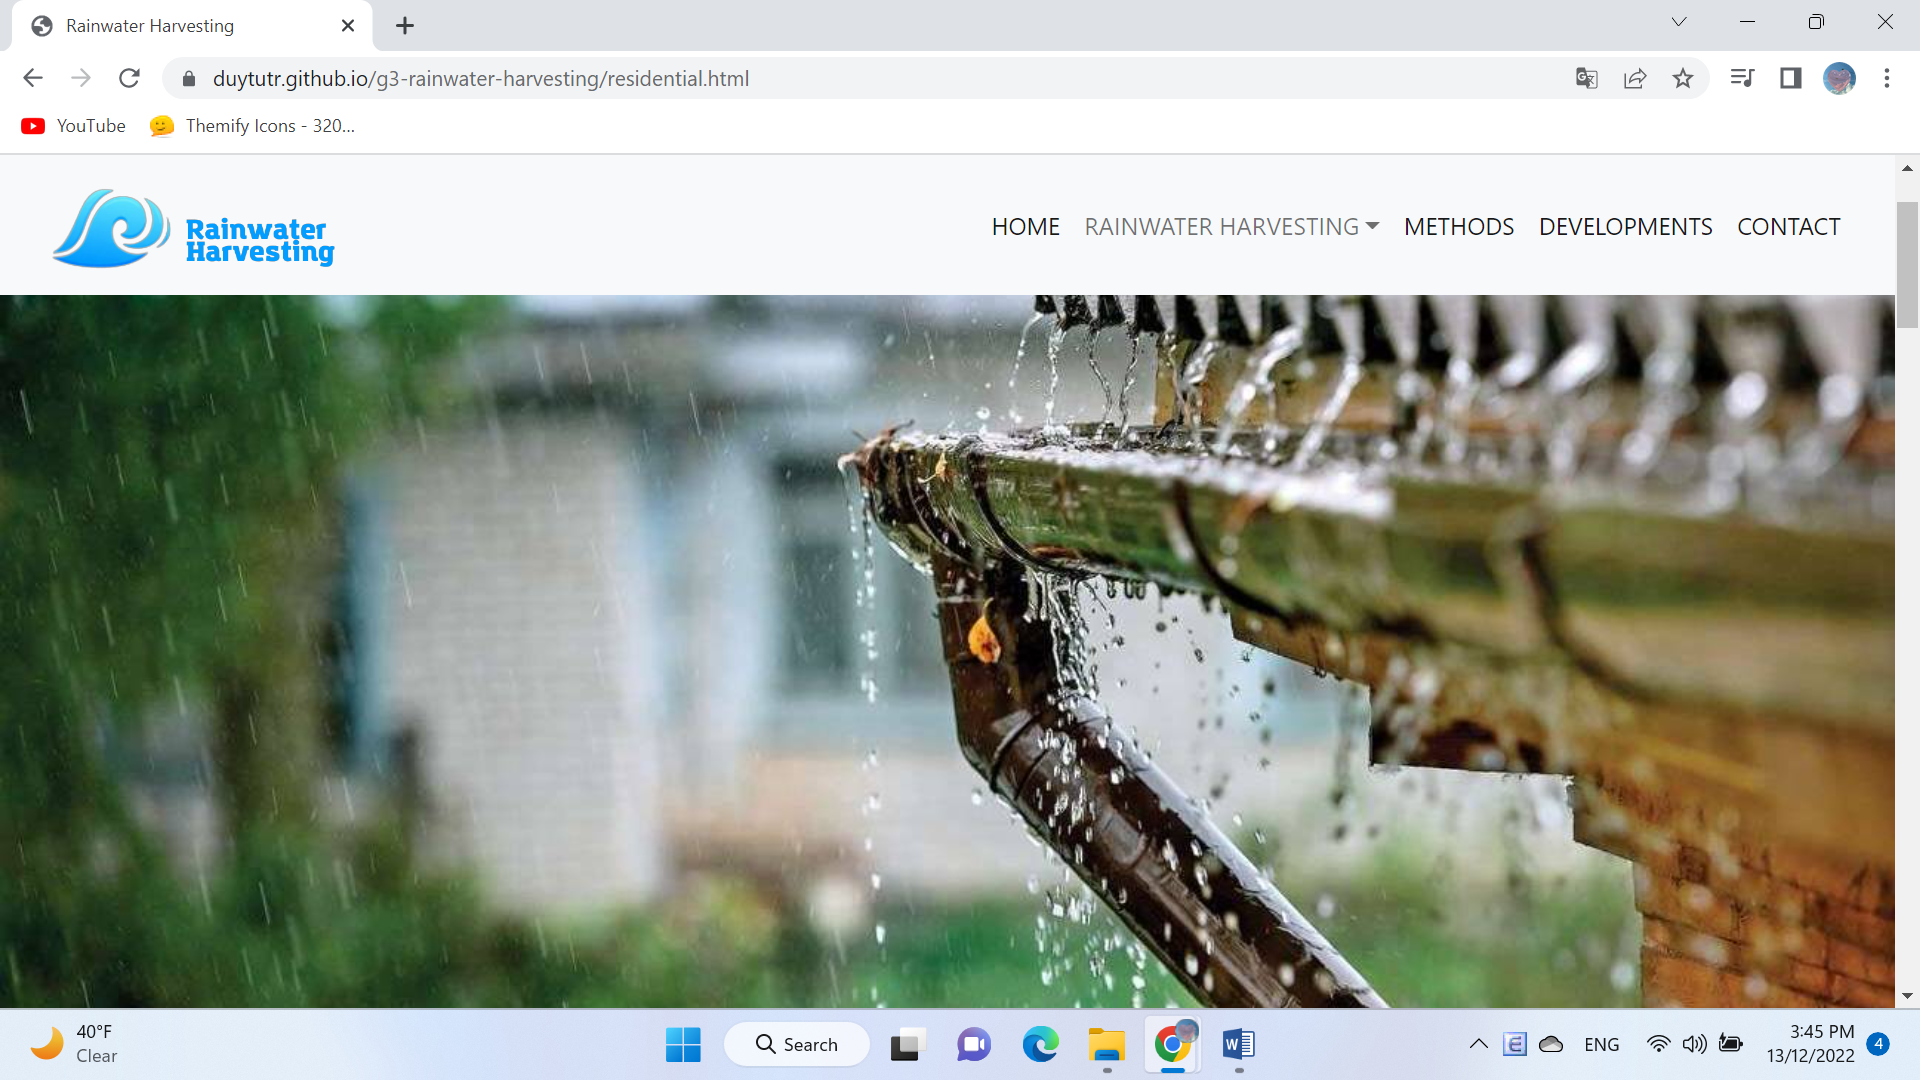 Rainwater Harvesting
duytutr.github.io/g3-rainwater-harvesting/residential.html
YouTube
Themify Icons - 320...
Rainwater
Harvesting
HOME RAINWATER HARVESTING METHODS DEVELOPMENTS CONTACT
40°F
Clear
Search
W
E
ENG
3:45 PM
13/12/2022
4